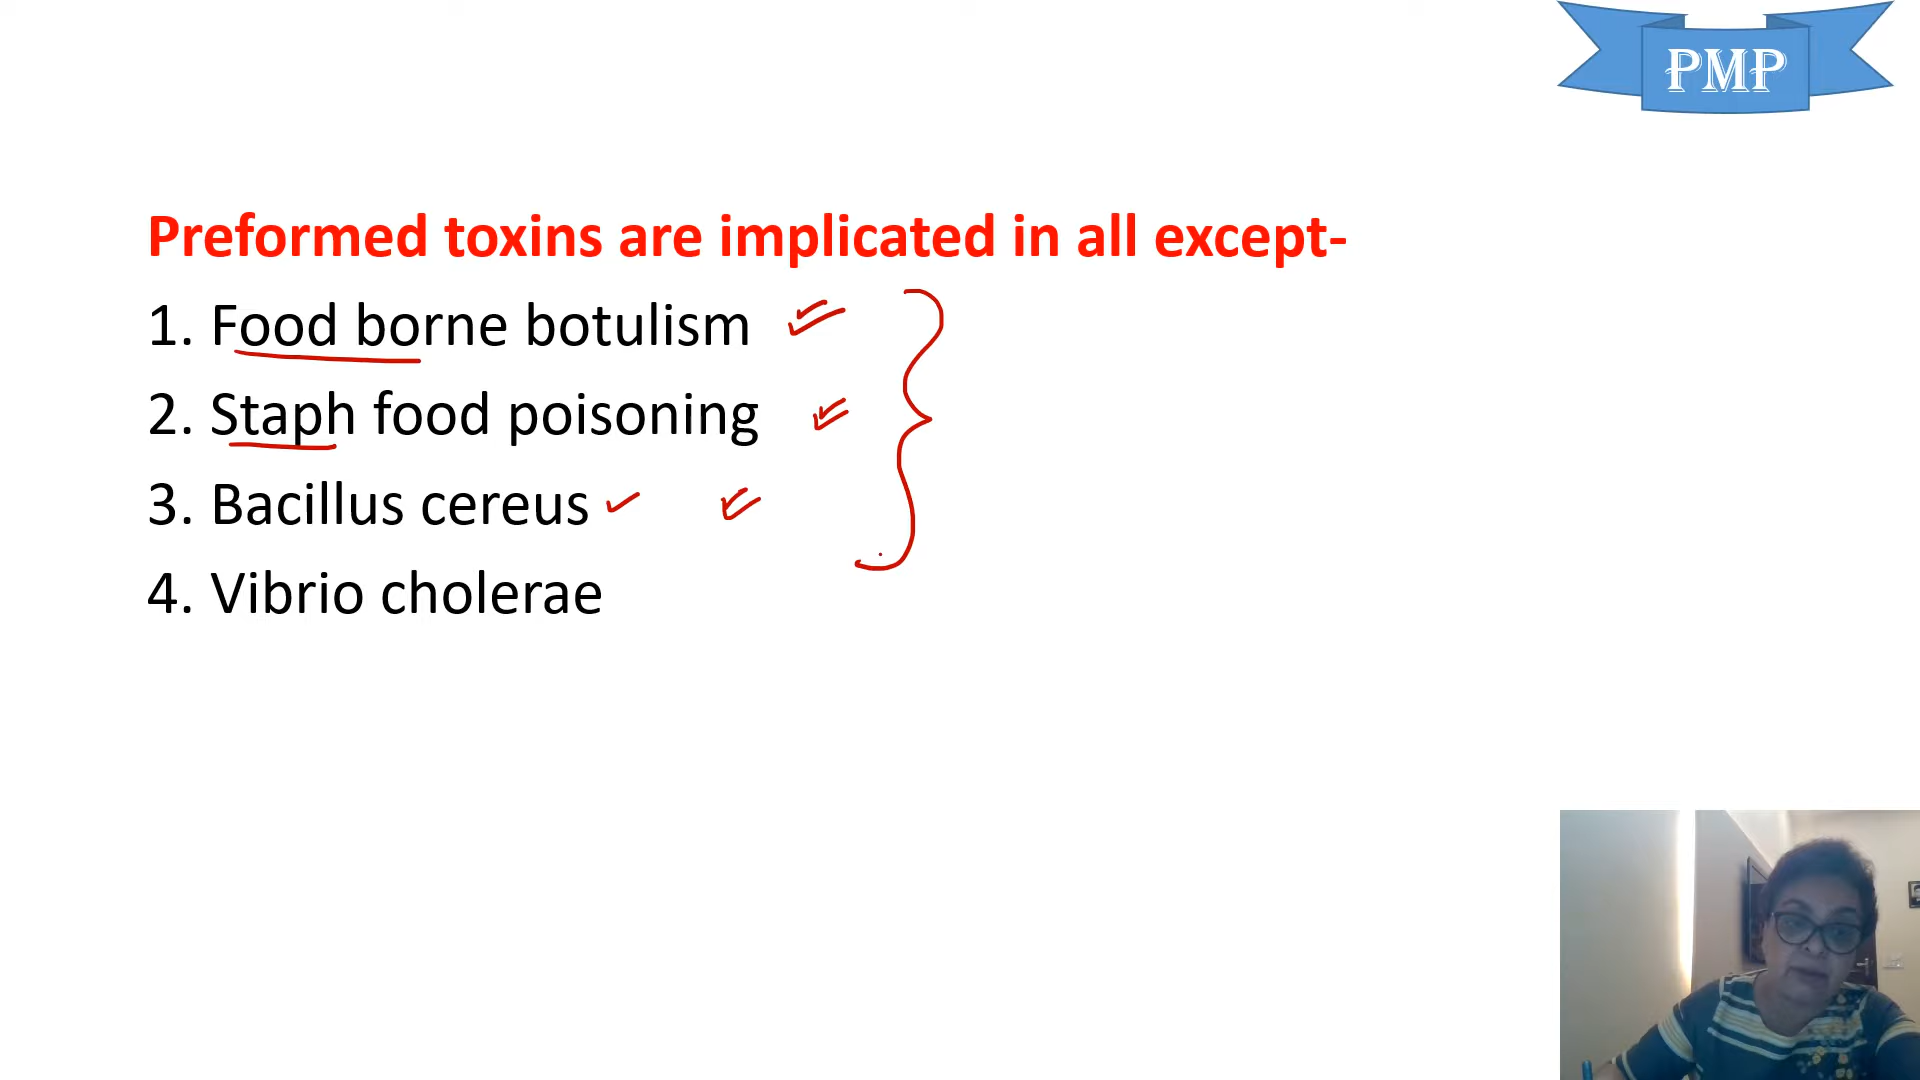 PMP
Preformed toxins are implicated in all except-
1. Food borne botulism
2. Staph food poisoning
3. Bacillus cereus
4. Vibrio cholerae